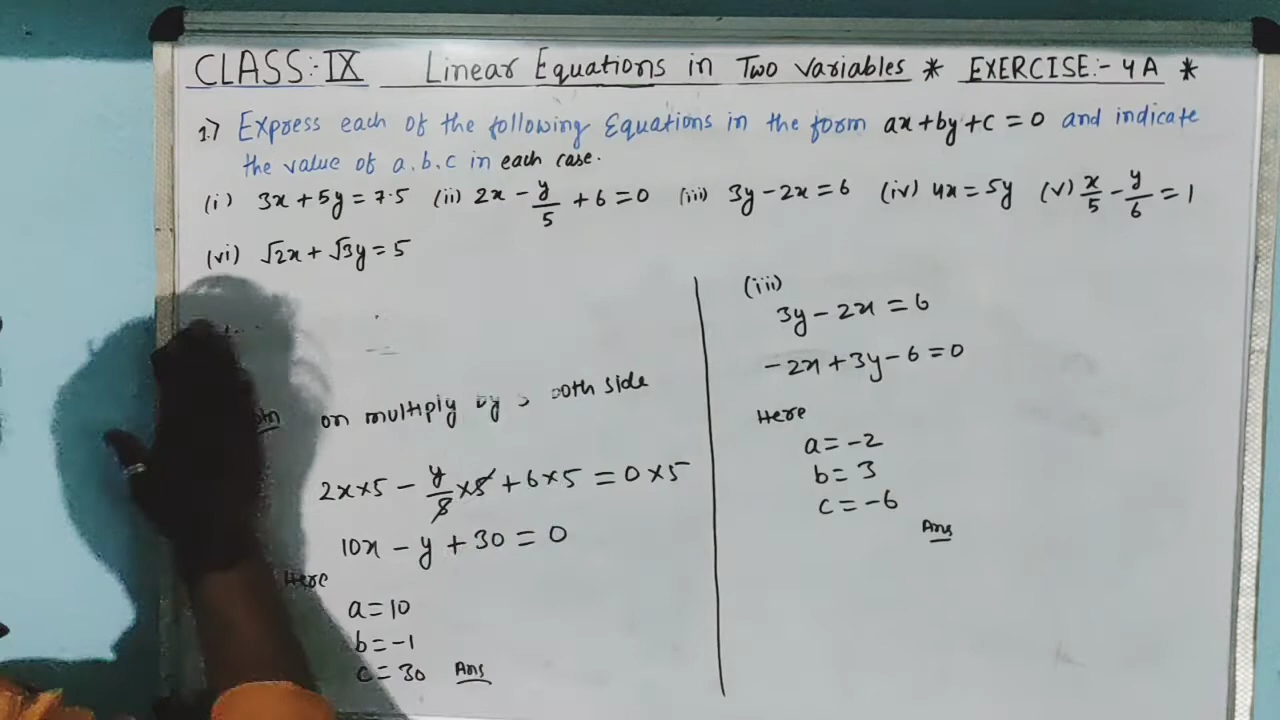 CLASS:- IX Linear Equations in Two Variables * EXERCISE:- 4A *
1.7 Express each of the following Equations in the form ax+by+c=0 and indicate
the value of a.b.c in each case.
(i) 3x+5y=7.5 (ii) 2x - y/5 +6=0 (iii) 3y-2x=6 (iv) 4x=5y (v) x/5 - y/6 = 1
(vi) √2x+√3y=5
on multiply by both side
2x×5 - y/5 ×5 + 6×5 = 0×5
10x - y + 30 = 0
Here
a=10
b=-1
c=30 Ans
(iii)
3y-2x=6
-2x+3y-6=0
Here
a=-2
b=3
c=-6
Ans